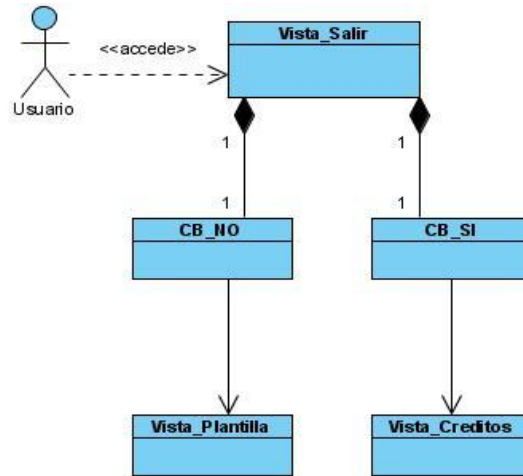 <<accede>>
Vista_Salir
Usuario
1
1
1
1
CB_NO
CB_SI
Vista_Plantilla
Vista_Creditos